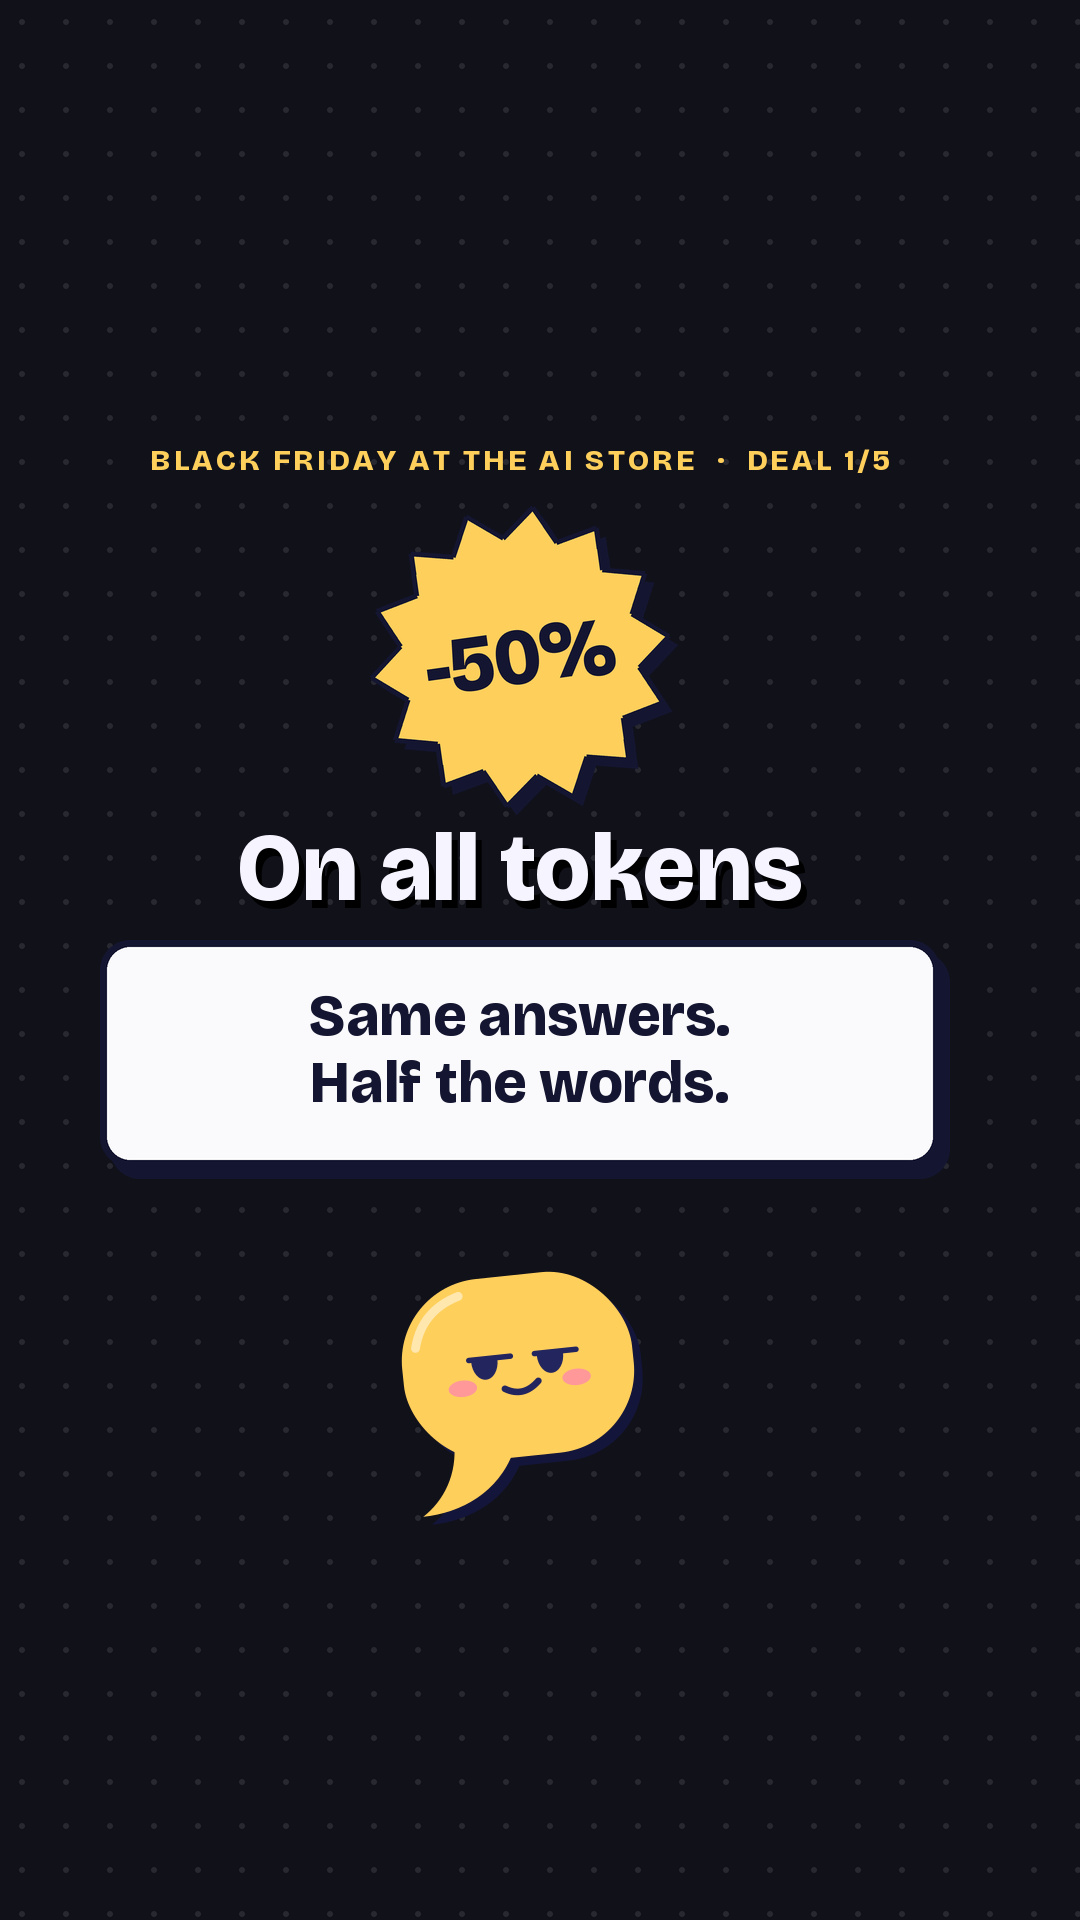 BLACK FRIDAY AT THE AI STORE · DEAL 1/5
-50%
On all tokens
Same answers.
Half the words.